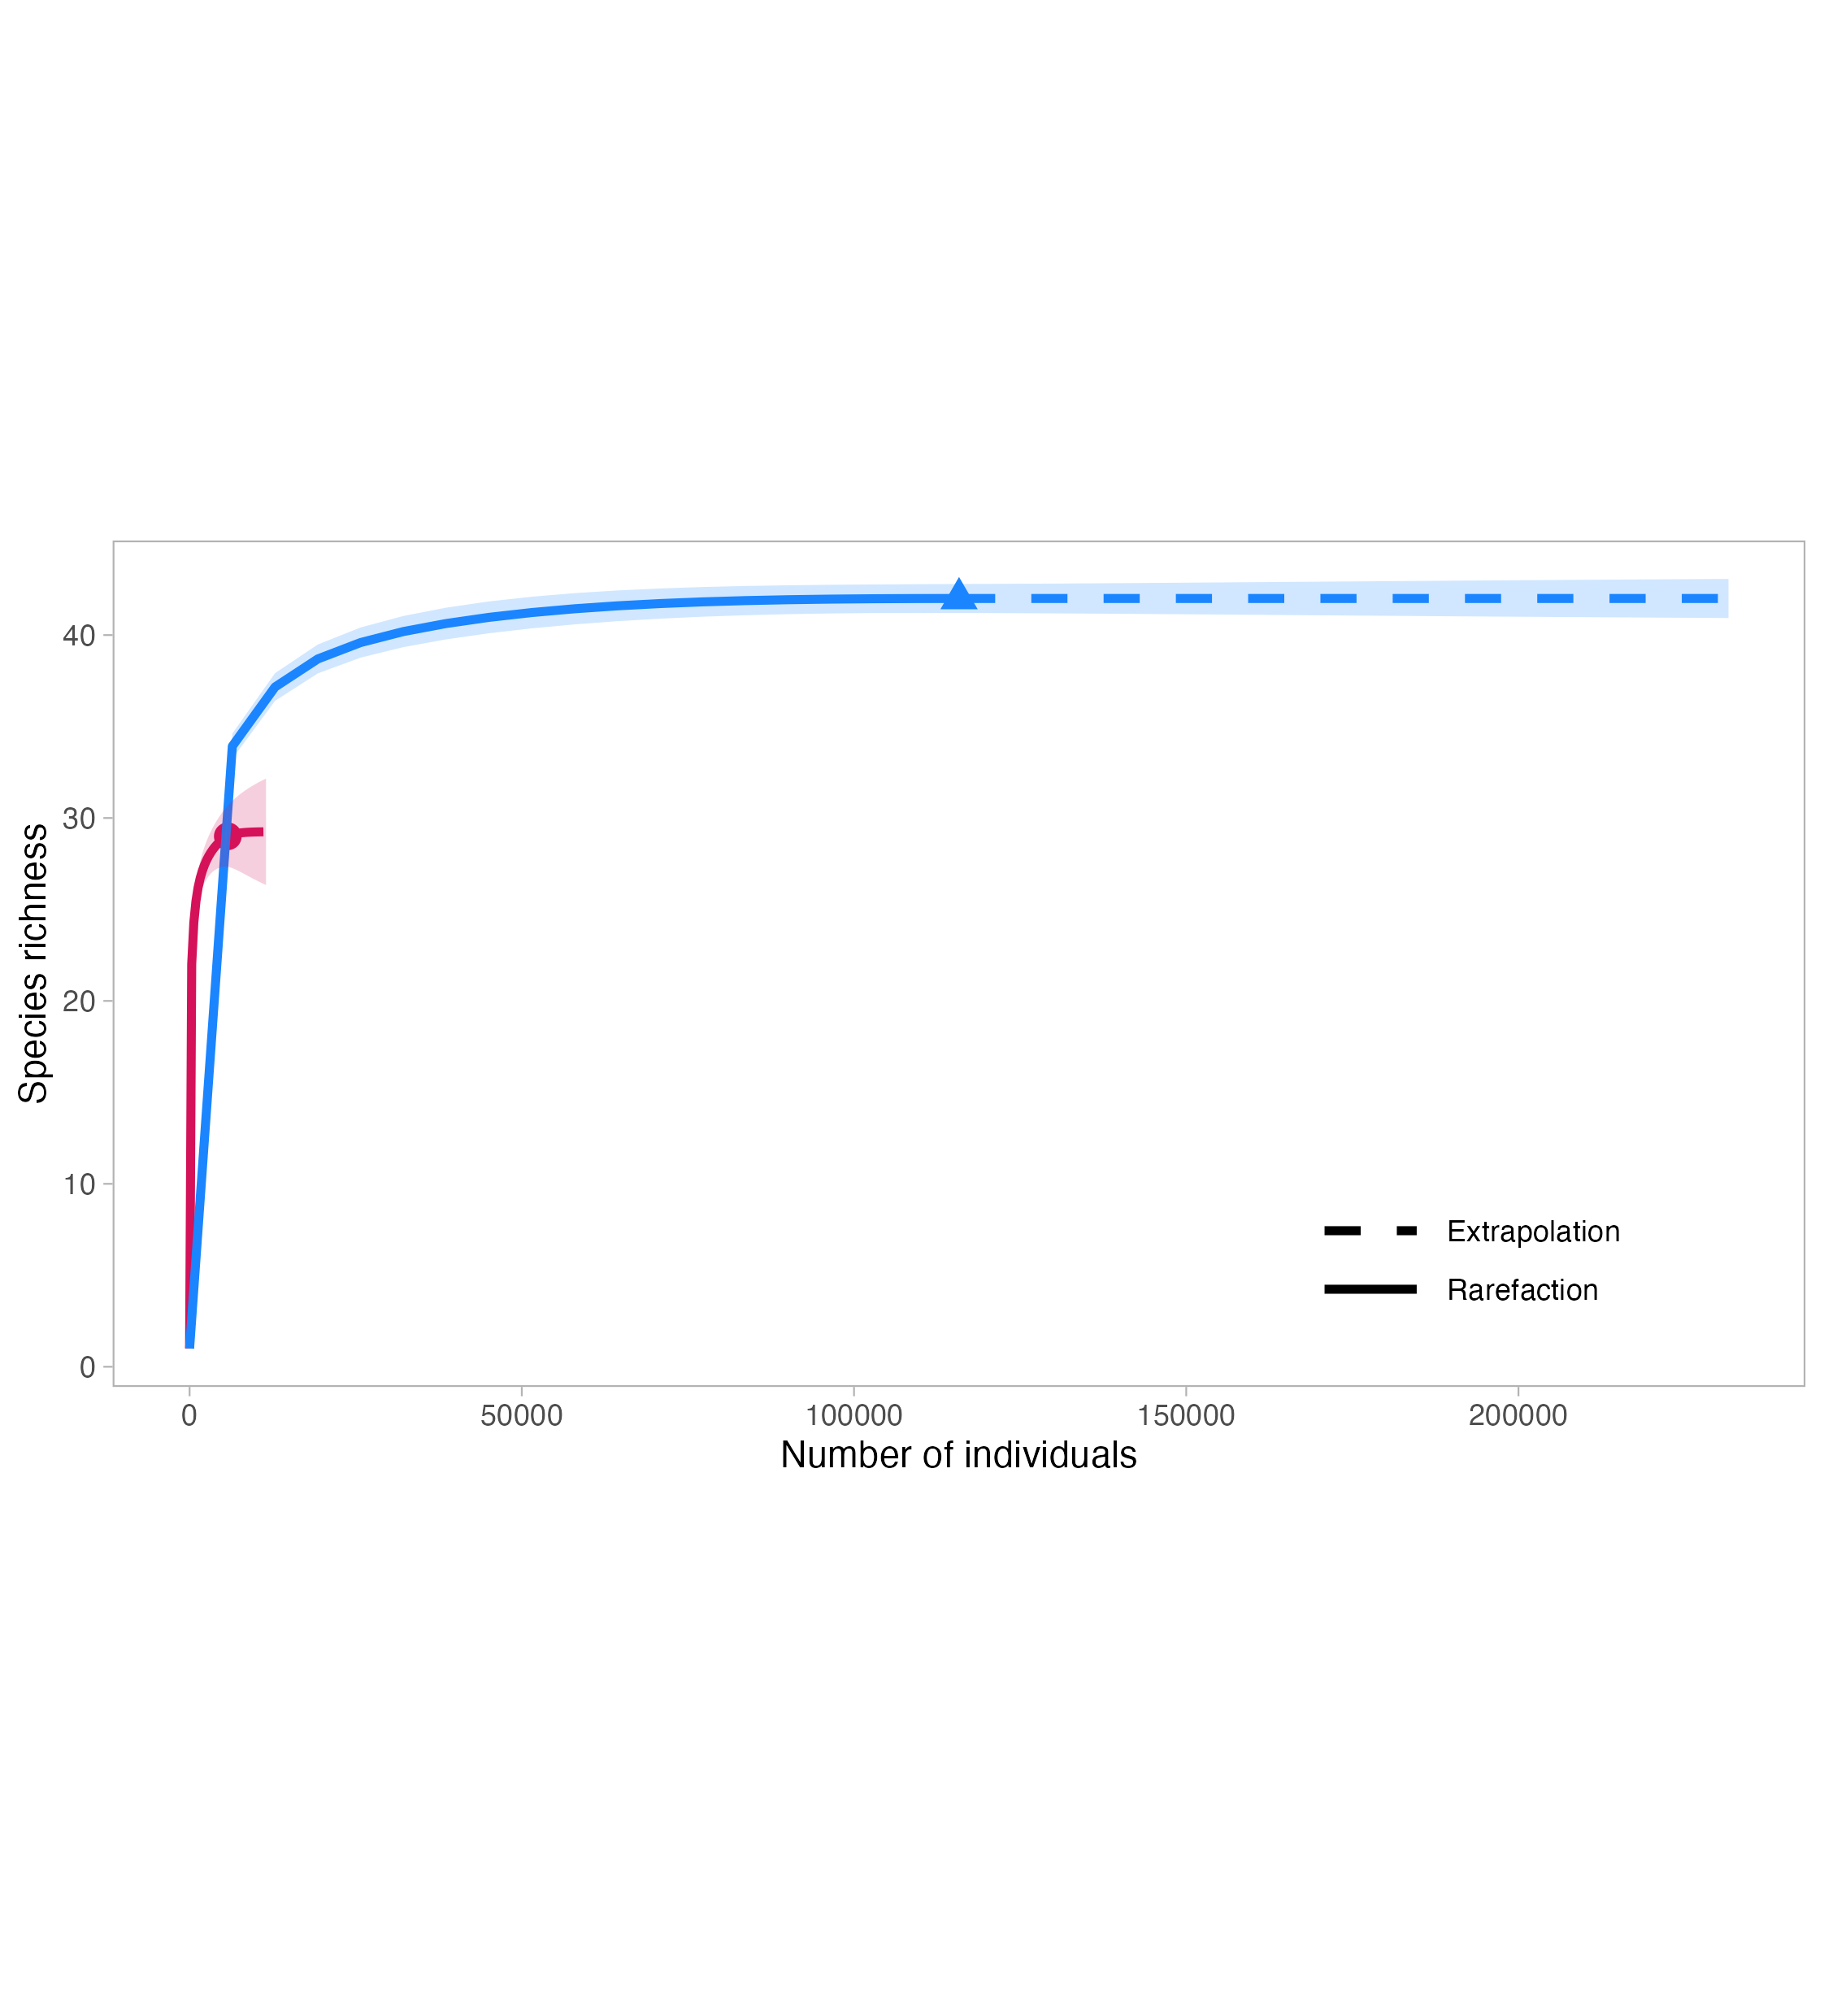 40
30
20
10
0
Species richness
Extrapolation
Rarefaction
0 50000 100000 150000 200000
Number of individuals